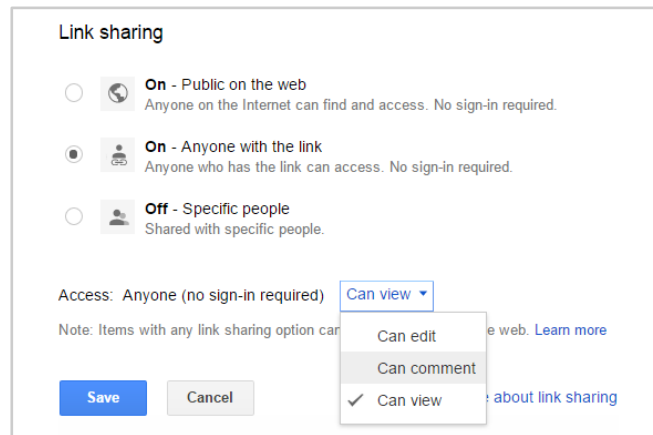 Link sharing
On - Public on the web
Anyone on the Internet can find and access. No sign-in required.
On - Anyone with the link
Anyone who has the link can access. No sign-in required.
Off - Specific people
Shared with specific people.
Access: Anyone (no sign-in required) Can view
Note: Items with any link sharing option can e web. Learn more
Can edit
Can comment
Can view
Save Cancel about link sharing